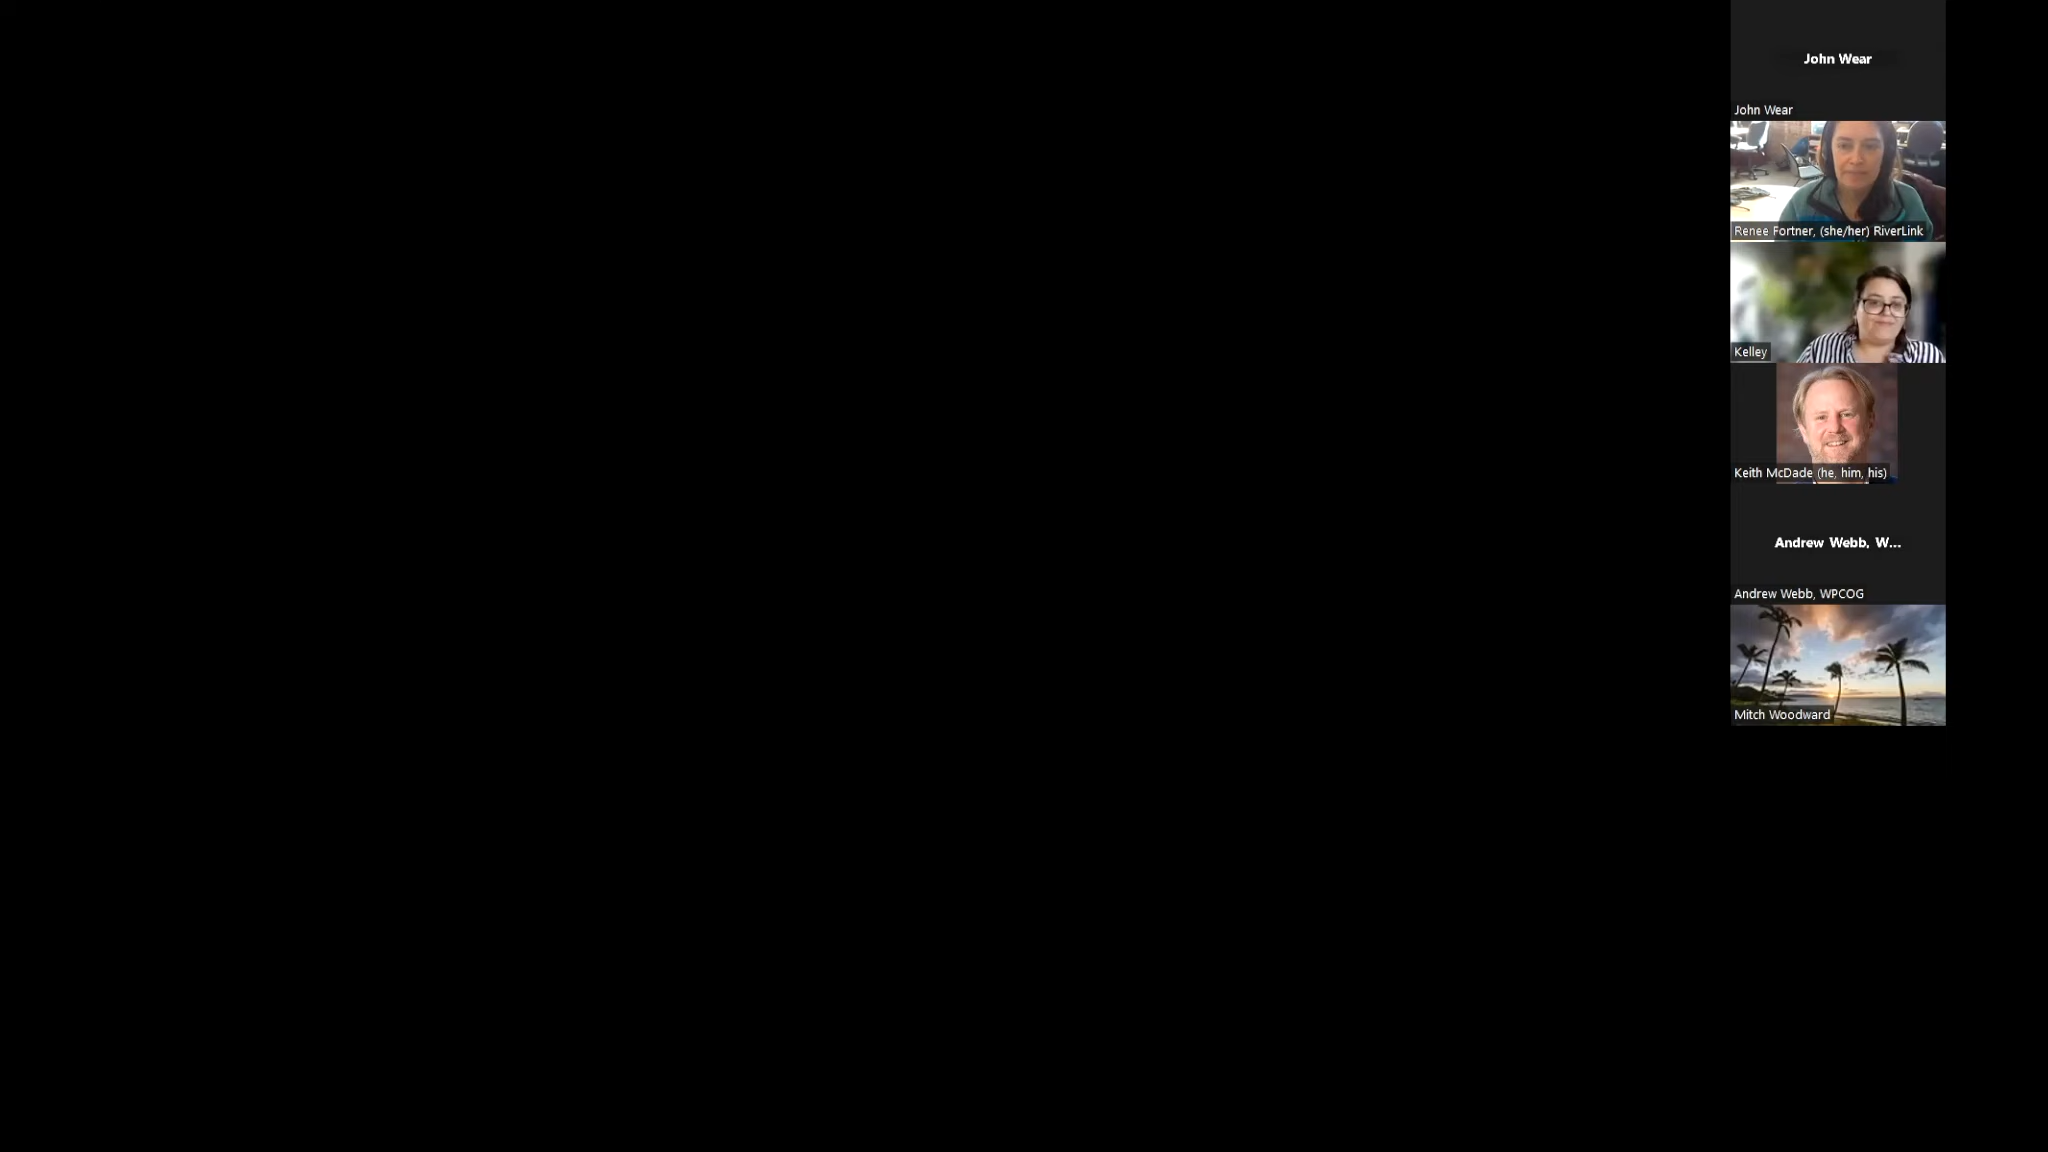 John Wear
John Wear
Renee Fortner, (she/her) RiverLink
Kelley
Keith McDade (he, him, his)
Andrew Webb, W...
Andrew Webb, WPCOG
Mitch Woodward